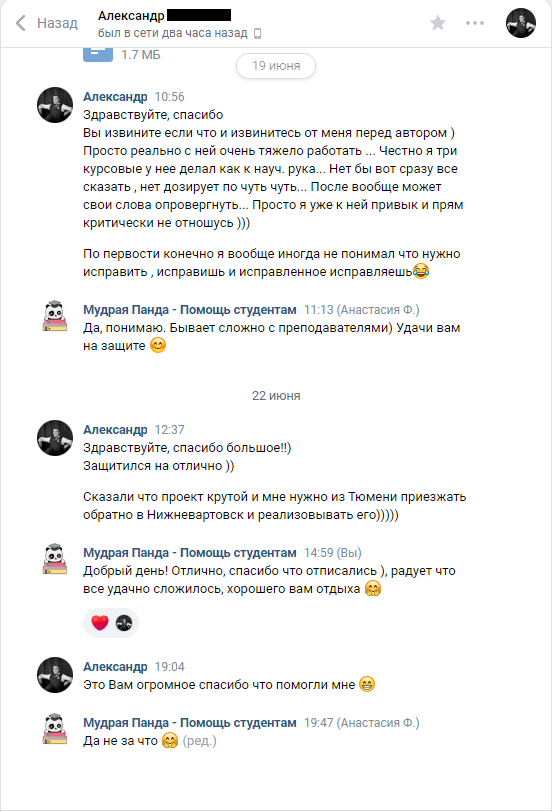 Назад
Александр
был в сети два часа назад
1.7 МБ
19 июня
Александр 10:56
Здравствуйте, спасибо
Вы извините если что и извинитесь от меня перед автором )
Просто реально с ней очень тяжело работать ... Честно я три
курсовые у нее делал как к науч. рука... Нет бы вот сразу все
сказать , нет дозирует по чуть чуть... После вообще может
свои слова опровергнуть... Просто я уже к ней привык и прям
критически не отношусь )))
По первости конечно я вообще иногда не понимал что нужно
исправить , исправишь и исправленное исправляешь😂
Мудрая Панда - Помощь студентам 11:13 (Анастасия Ф.)
Да, понимаю. Бывает сложно с преподавателями) Удачи вам
на защите 😊
22 июня
Александр 12:37
Здравствуйте, спасибо большое!!)
Защитился на отлично ))
Сказали что проект крутой и мне нужно из Тюмени приезжать
обратно в Нижневартовск и реализовывать его)))))
Мудрая Панда - Помощь студентам 14:59 (Вы)
Добрый день! Отлично, спасибо что отписались ), радует что
все удачно сложилось, хорошего вам отдыха 🤗
Александр 19:04
Это Вам огромное спасибо что помогли мне 😁
Мудрая Панда - Помощь студентам 19:47 (Анастасия Ф.)
Да не за что 🤗 (ред.)